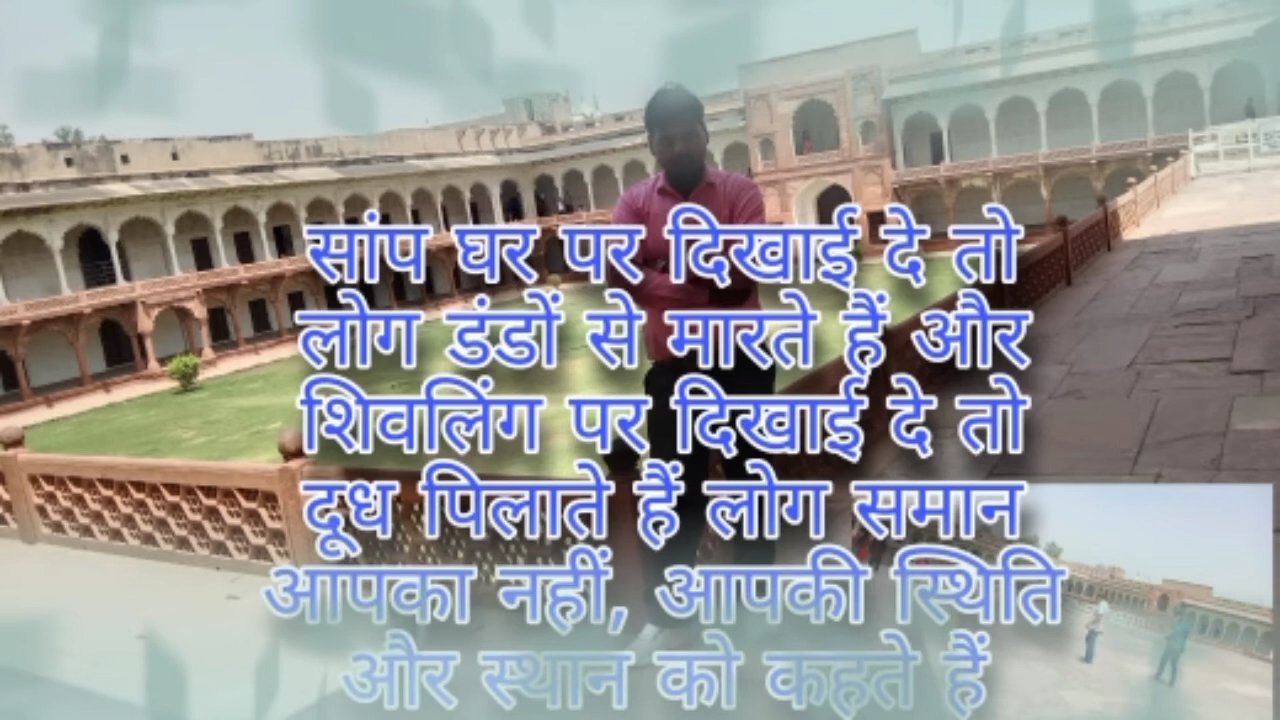 सांप घर पर दिखाई दे तो
लोग डंडों से मारते हैं और
शिवलिंग पर दिखाई दे तो
दूध पिलाते हैं लोग समान
आपका नहीं, आपकी स्थिति
और स्थान को कहते हैं